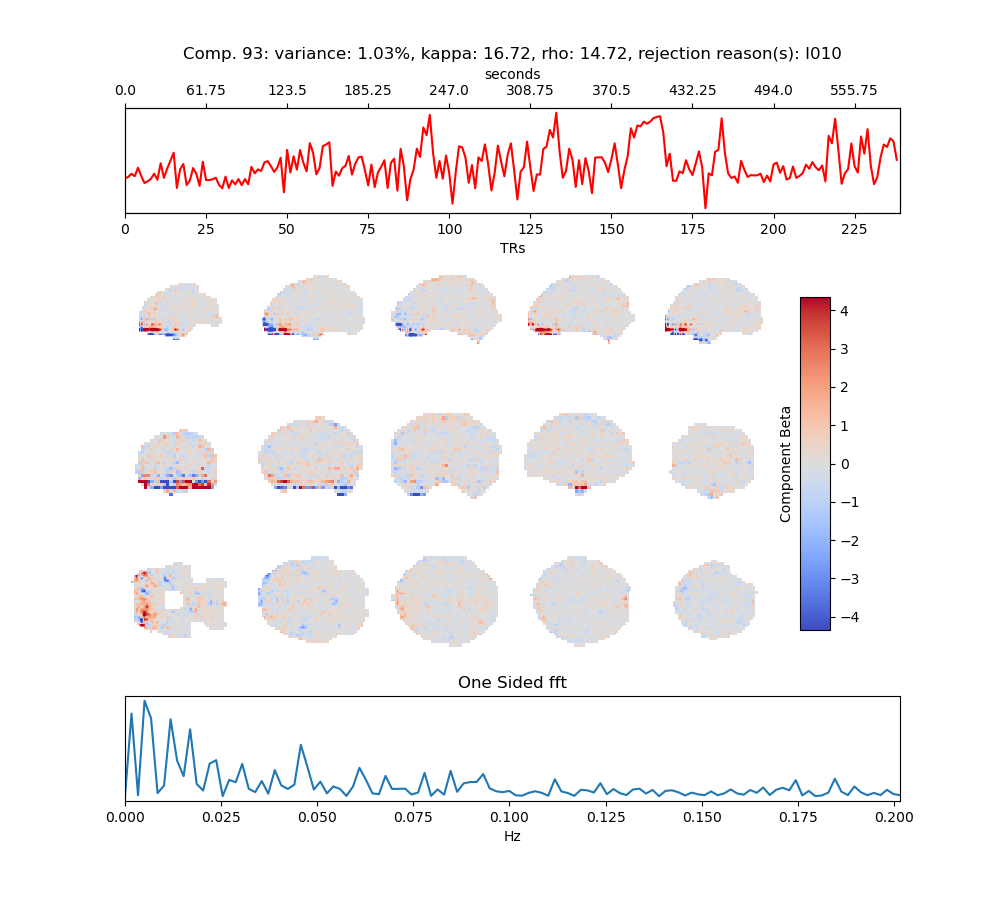 Comp. 93: variance: 1.03%, kappa: 16.72, rho: 14.72, rejection reason(s): I010
seconds
0.0 61.75 123.5 185.25 247.0 308.75 370.5 432.25 494.0 555.75
0 25 50 75 100 125 150 175 200 225
TRs
4
3
2
1
0
−1
−2
−3
−4
Component Beta
One Sided fft
0.000 0.025 0.050 0.075 0.100 0.125 0.150 0.175 0.200
Hz